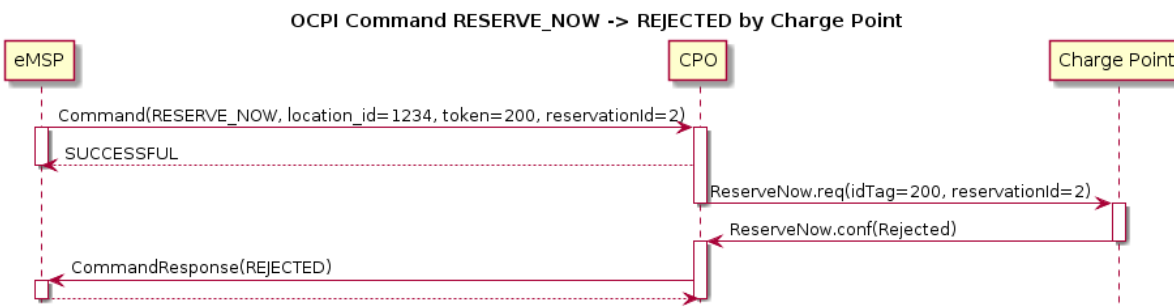 OCPI Command RESERVE_NOW -> REJECTED by Charge Point
eMSP
CPO
Charge Point
Command(RESERVE_NOW, location_id=1234, token=200, reservationId=2)
SUCCESSFUL
ReserveNow.req(idTag=200, reservationId=2)
ReserveNow.conf(Rejected)
CommandResponse(REJECTED)